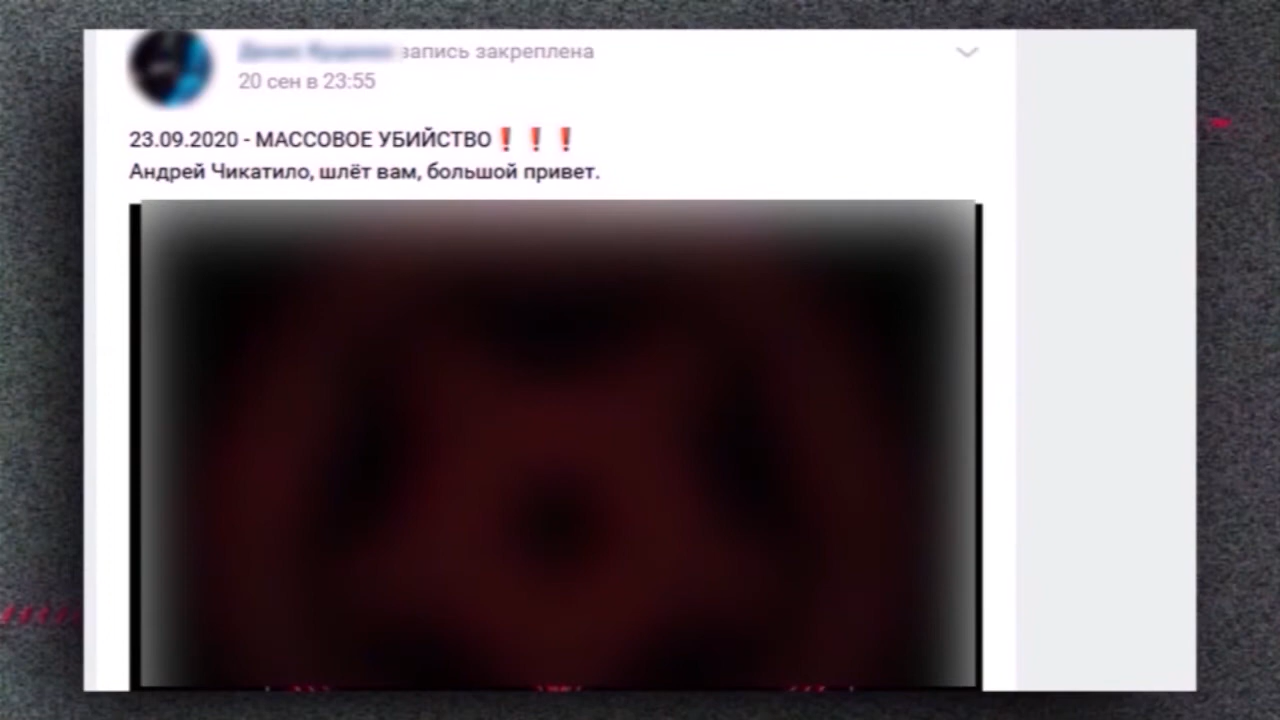 запись закреплена
20 сен в 23:55
23.09.2020 - МАССОВОЕ УБИЙСТВО❗❗❗
Андрей Чикатило, шлёт вам, большой привет.